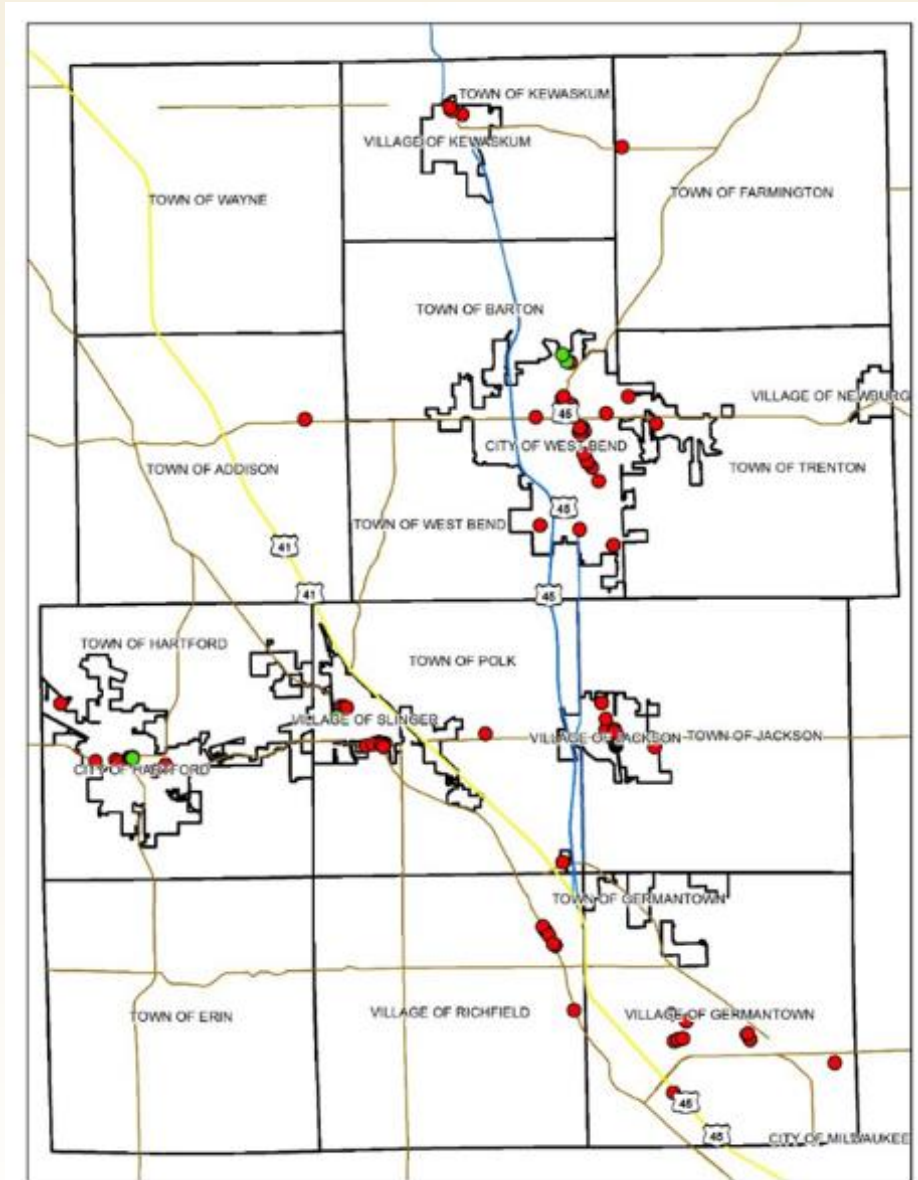 TOWN OF KEWASKUM
VILLAGE OF KEWASKUM
TOWN OF WAYNE
TOWN OF FARMINGTON
TOWN OF BARTON
VILLAGE OF NEWBURG
45
CITY OF WEST BEND
TOWN OF ADDISON
TOWN OF TRENTON
45
TOWN OF WEST BEND
41
41
45
TOWN OF HARTFORD
TOWN OF POLK
VILLAGE OF SLINGER
VILLAGE OF JACKSON
TOWN OF JACKSON
CITY OF HARTFORD
TOWN OF GERMANTOWN
TOWN OF ERIN
VILLAGE OF RICHFIELD
VILLAGE OF GERMANTOWN
45
45
CITY OF MILWAUKEE